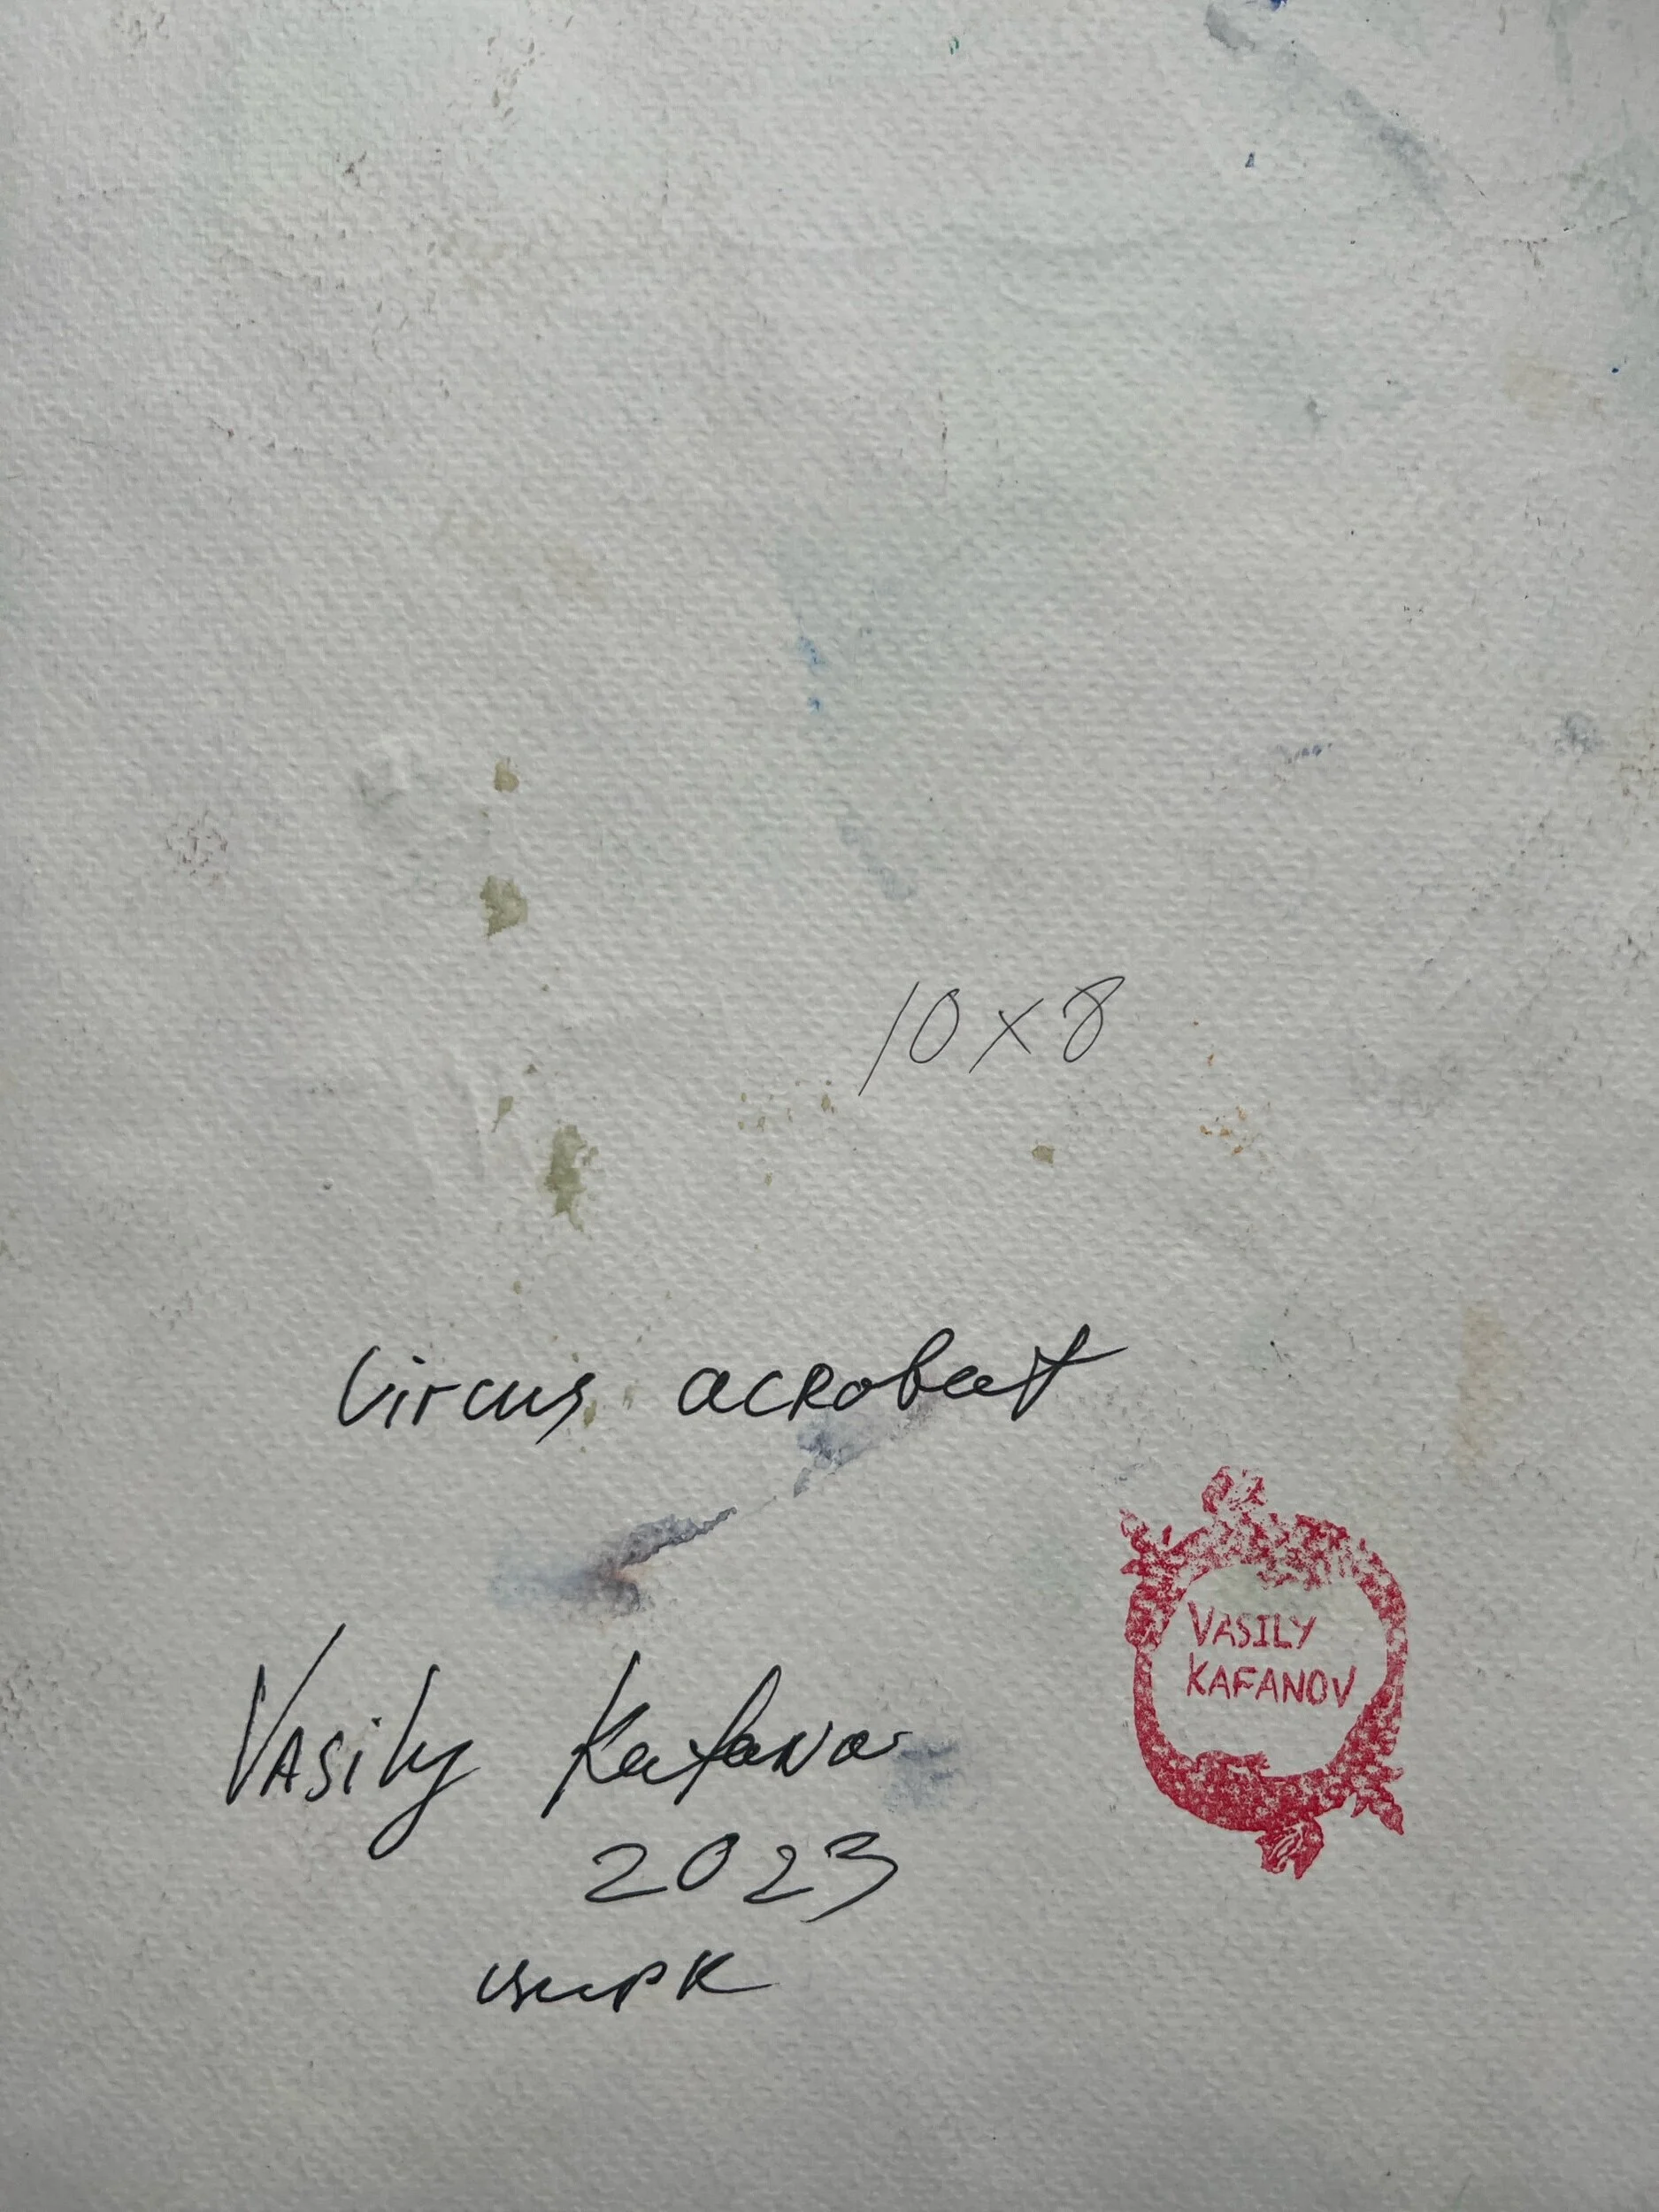 10x8
Circus acrobat
VASILY
KAFANOV
Vasily Kafanov
2023
цирк